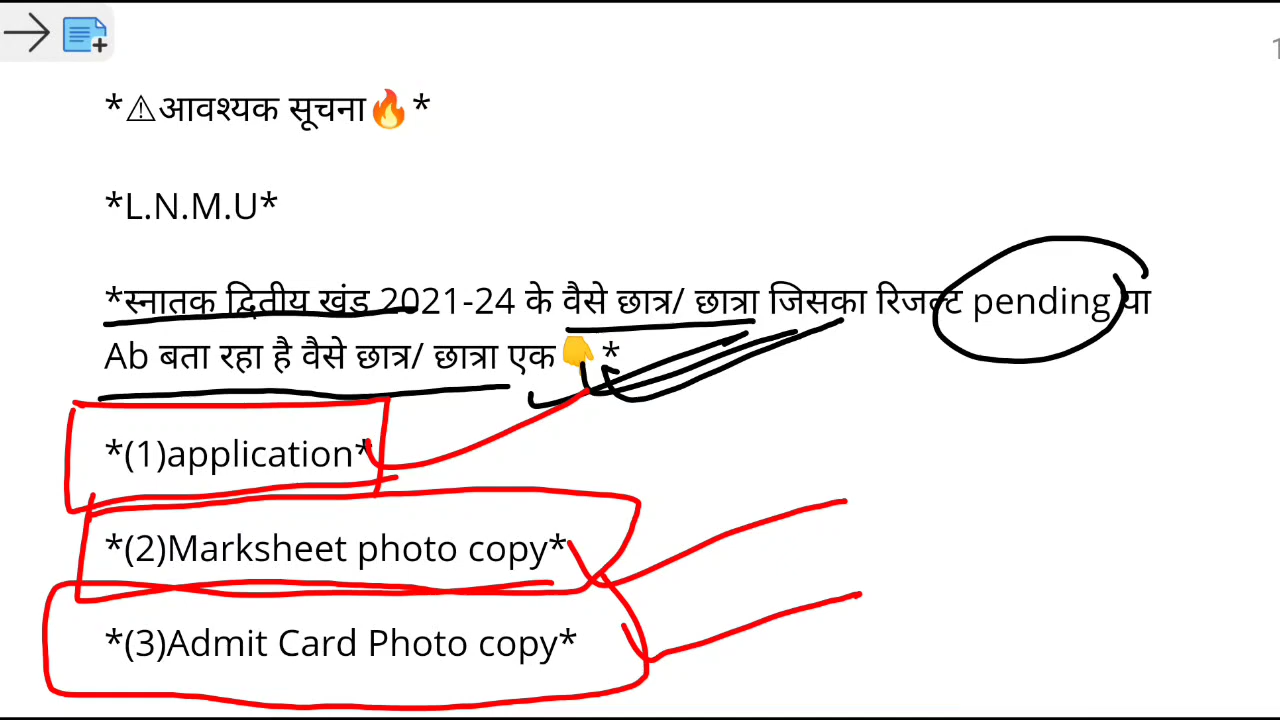 *⚠आवश्यक सूचना🔥*
*L.N.M.U*
*स्नातक द्वितीय खंड 2021-24 के वैसे छात्र/ छात्रा जिसका रिजल्ट pending या
Ab बता रहा है वैसे छात्र/ छात्रा एक👇*
*(1)application*
*(2)Marksheet photo copy*
*(3)Admit Card Photo copy*